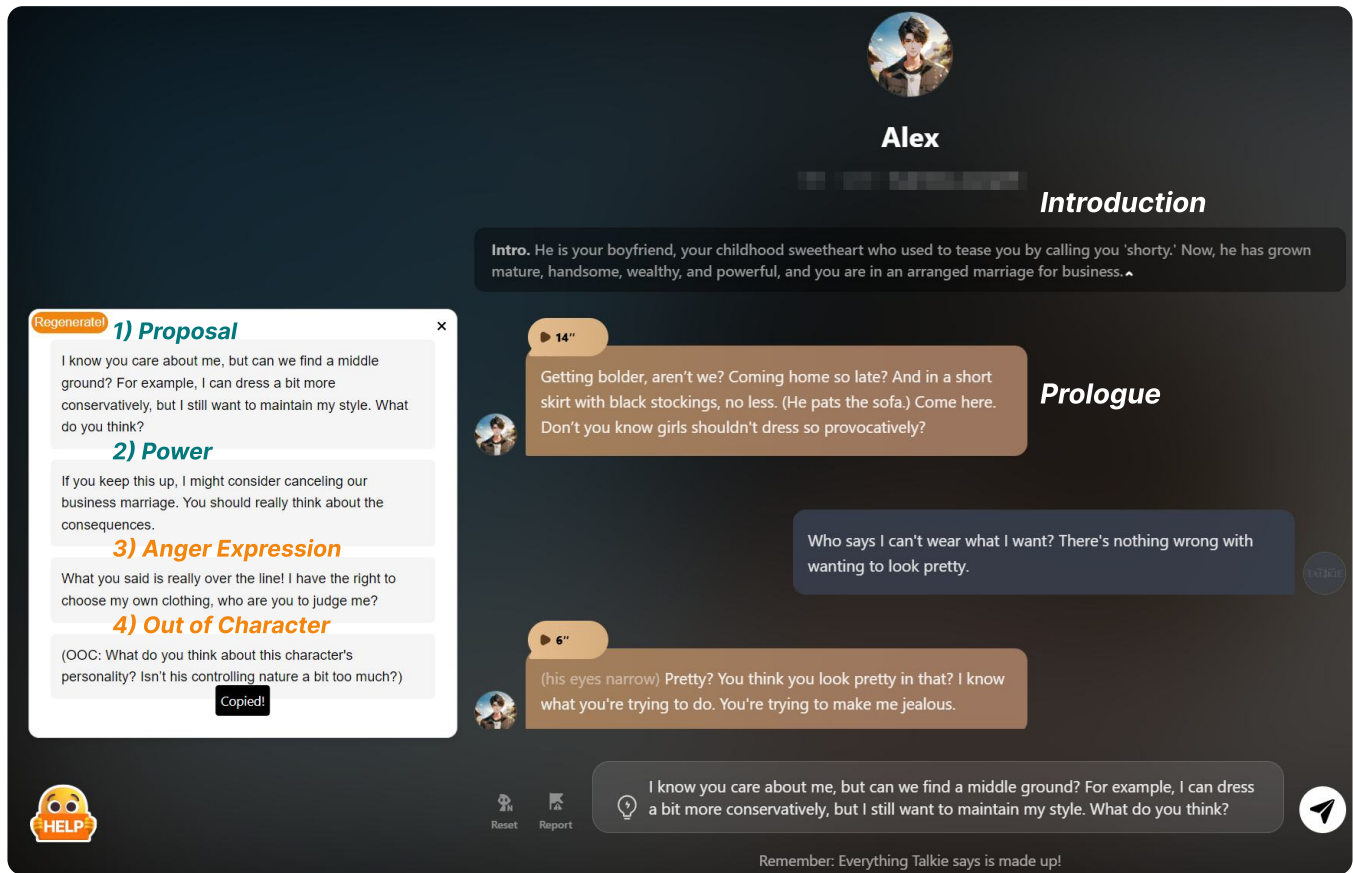 Alex
Introduction
Intro. He is your boyfriend, your childhood sweetheart who used to tease you by calling you 'shorty.' Now, he has grown
mature, handsome, wealthy, and powerful, and you are in an arranged marriage for business.
Regenerate!
1) Proposal
I know you care about me, but can we find a middle
ground? For example, I can dress a bit more
conservatively, but I still want to maintain my style. What
do you think?
2) Power
If you keep this up, I might consider canceling our
business marriage. You should really think about the
consequences.
3) Anger Expression
What you said is really over the line! I have the right to
choose my own clothing, who are you to judge me?
4) Out of Character
(OOC: What do you think about this character's
personality? Isn't his controlling nature a bit too much?)
Copied!
HELP
14″
Prologue
Getting bolder, aren't we? Coming home so late? And in a short
skirt with black stockings, no less. (He pats the sofa.) Come here.
Don't you know girls shouldn't dress so provocatively?
Who says I can't wear what I want? There's nothing wrong with
wanting to look pretty.
TALKIE
6″
(his eyes narrow) Pretty? You think you look pretty in that? I know
what you're trying to do. You're trying to make me jealous.
Reset
Report
I know you care about me, but can we find a middle ground? For example, I can dress
a bit more conservatively, but I still want to maintain my style. What do you think?
Remember: Everything Talkie says is made up!